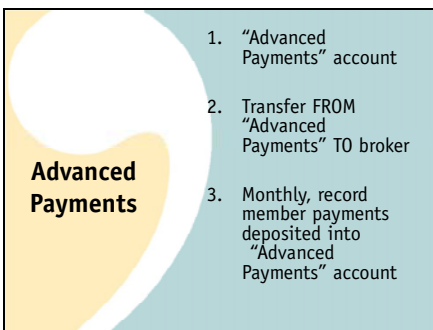 Advanced
Payments
1. “Advanced
Payments” account
2. Transfer FROM
“Advanced
Payments” TO broker
3. Monthly, record
member payments
deposited into
“Advanced
Payments” account